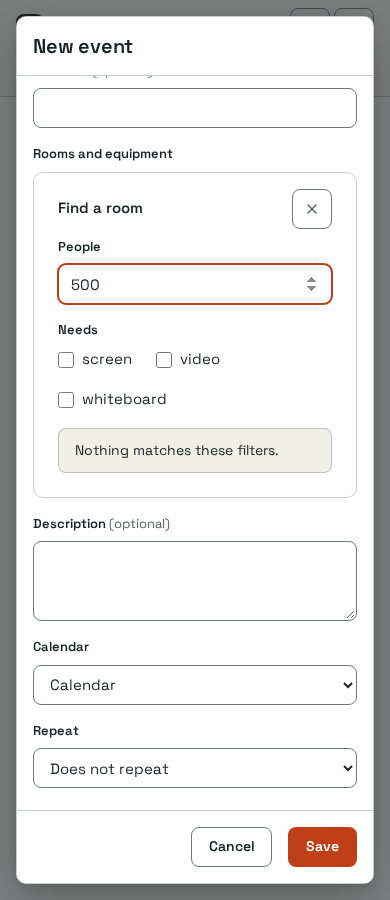 New event
Rooms and equipment
Find a room
People
500
Needs
screen
video
whiteboard
Nothing matches these filters.
Description (optional)
Calendar
Calendar
Repeat
Does not repeat
Cancel
Save